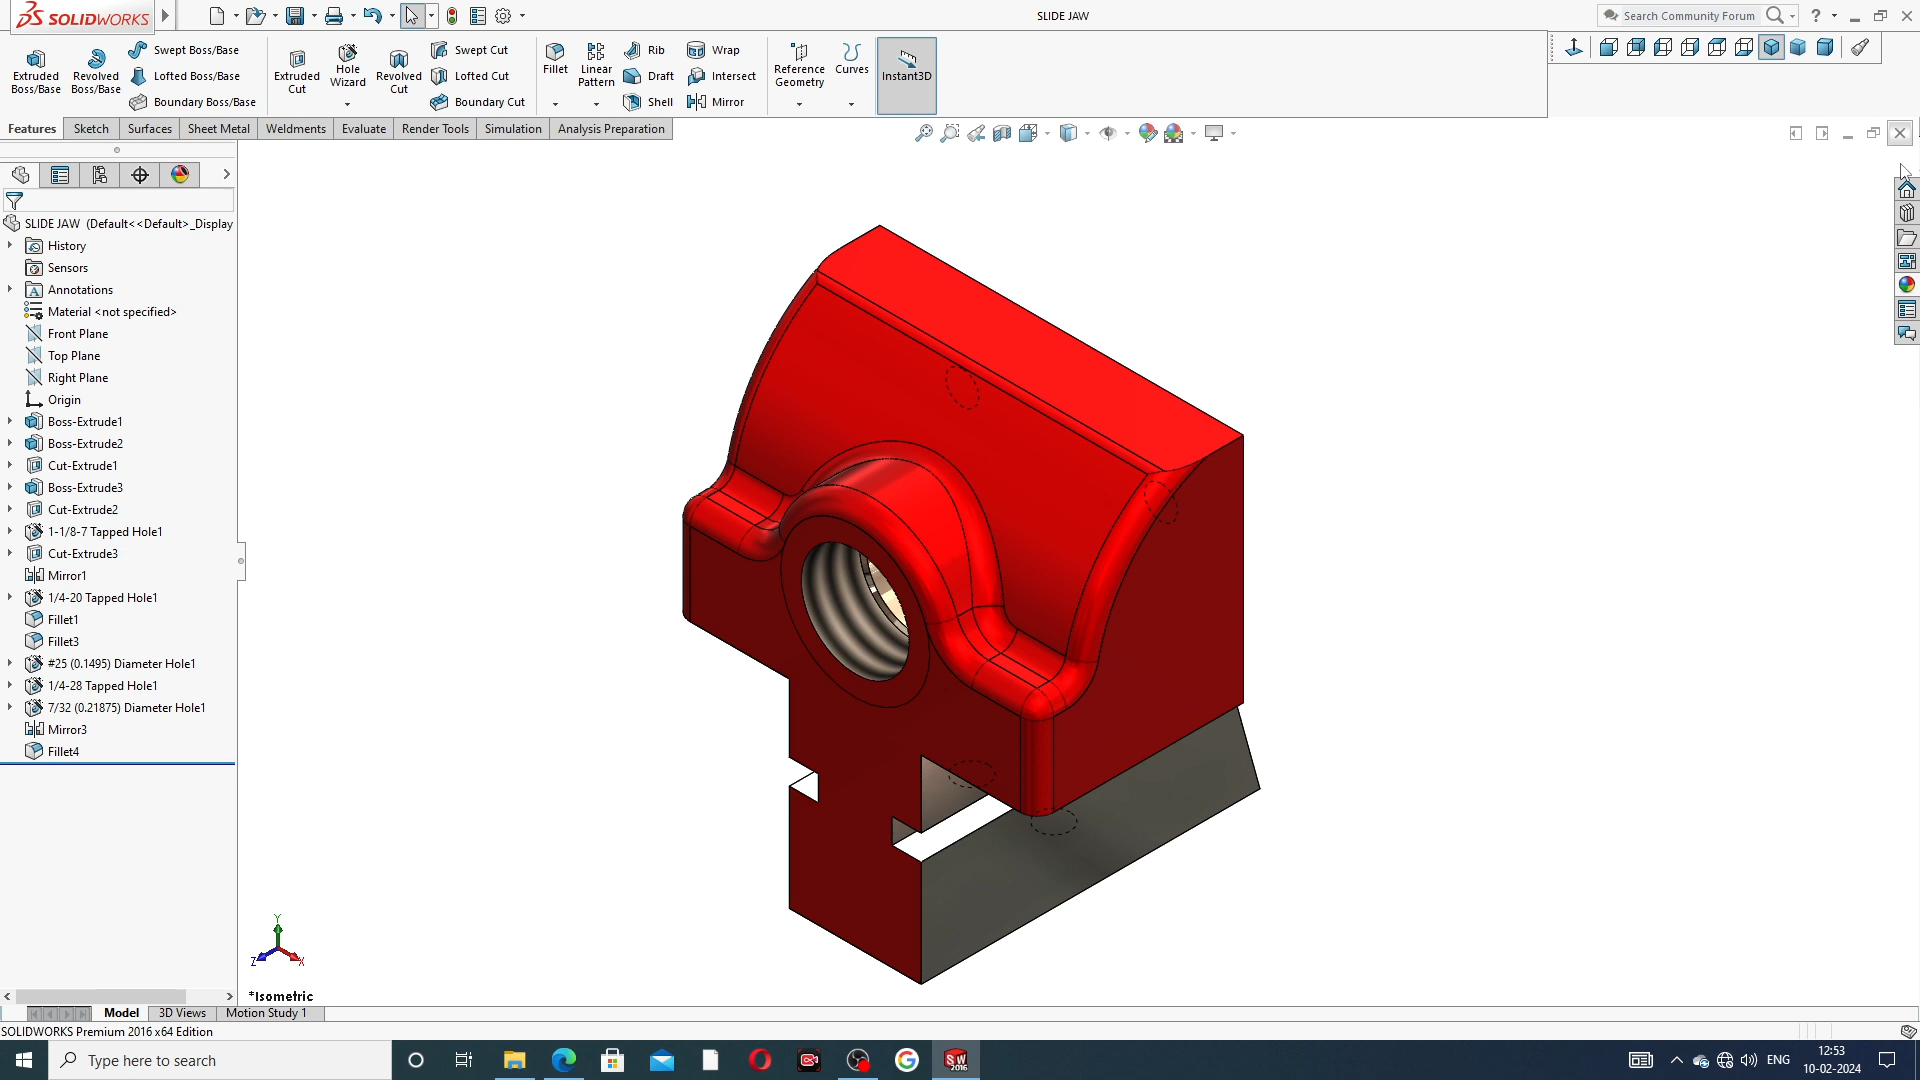 SOLIDWORKS
SLIDE JAW
Search Community Forum
?
Extruded Boss/Base
Revolved Boss/Base
Swept Boss/Base
Lofted Boss/Base
Boundary Boss/Base
Extruded Cut
Hole Wizard
Revolved Cut
Swept Cut
Lofted Cut
Boundary Cut
Fillet
Linear Pattern
Rib
Draft
Shell
Wrap
Intersect
Mirror
Reference Geometry
Curves
Instant3D
Features
Sketch
Surfaces
Sheet Metal
Weldments
Evaluate
Render Tools
Simulation
Analysis Preparation
SLIDE JAW (Default<<Default>_Display
History
Sensors
Annotations
Material <not specified>
Front Plane
Top Plane
Right Plane
Origin
Boss-Extrude1
Boss-Extrude2
Cut-Extrude1
Boss-Extrude3
Cut-Extrude2
1-1/8-7 Tapped Hole1
Cut-Extrude3
Mirror1
1/4-20 Tapped Hole1
Fillet1
Fillet3
#25 (0.1495) Diameter Hole1
1/4-28 Tapped Hole1
7/32 (0.21875) Diameter Hole1
Mirror3
Fillet4
Y
Z
X
*Isometric
Model
3D Views
Motion Study 1
SOLIDWORKS Premium 2016 x64 Edition
Type here to search
SW
2016
ENG
12:53
10-02-2024